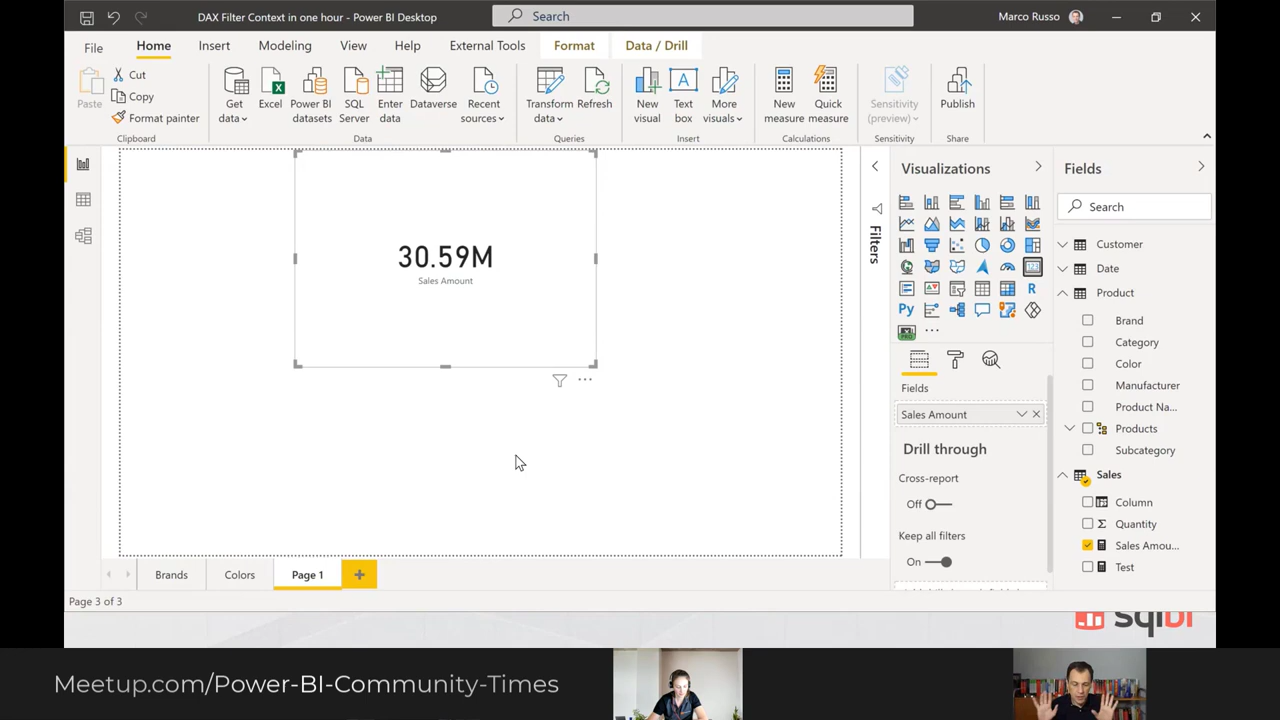 DAX Filter Context in one hour - Power BI Desktop
Search
Marco Russo
File
Home
Insert
Modeling
View
Help
External Tools
Format
Data / Drill
Paste
Cut
Copy
Format painter
Clipboard
Get data
Excel
Power BI datasets
SQL Server
Enter data
Dataverse
Recent sources
Data
Transform data
Refresh
Queries
New visual
Text box
More visuals
Insert
New measure
Quick measure
Calculations
Sensitivity (preview)
Sensitivity
Publish
Share
30.59M
Sales Amount
Filters
Visualizations
R
Py
PRO
Fields
Sales Amount
Drill through
Cross-report
Off
Keep all filters
On
Fields
Search
Customer
Date
Product
Brand
Category
Color
Manufacturer
Product Na...
Products
Subcategory
Sales
Column
Quantity
Sales Amou...
Test
Brands
Colors
Page 1
Page 3 of 3
sqlbi
Meetup.com/Power-BI-Community-Times